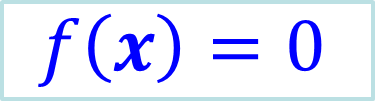 f(x) = 0